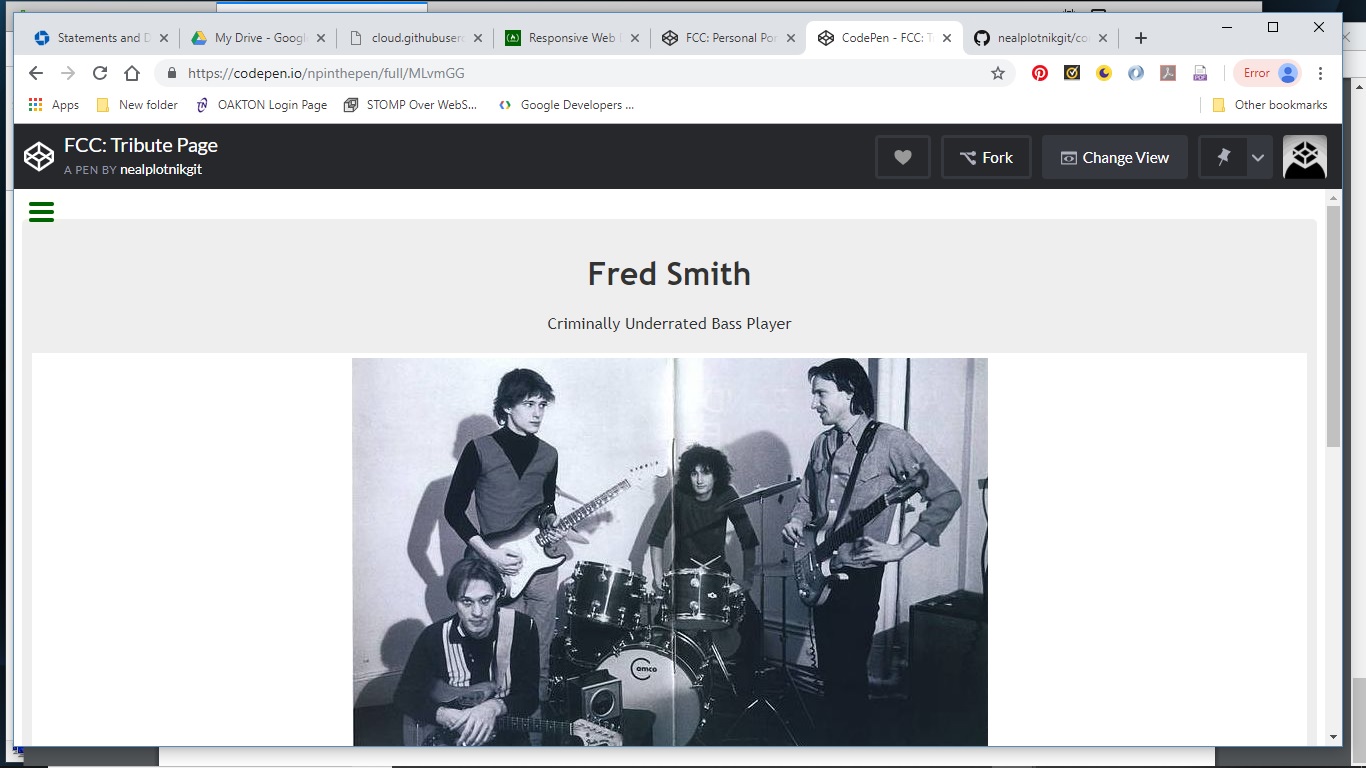 Statements and D
My Drive - Googl
cloud.githubuserc
Responsive Web
FCC: Personal Por
CodePen - FCC: T
nealplotnikgit/co
https://codepen.io/npinthepen/full/MLvmGG
Error
Apps
New folder
OAKTON Login Page
STOMP Over WebS...
Google Developers ...
Other bookmarks
FCC: Tribute Page
A PEN BY nealplotnikgit
Fork
Change View
Fred Smith
Criminally Underrated Bass Player
C
amco